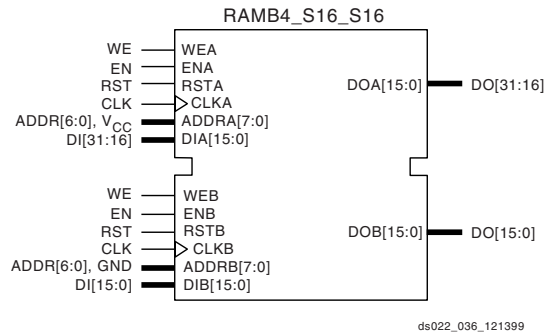 RAMB4_S16_S16
WE WEA
EN ENA
RST RSTA DOA[15:0] DO[31:16]
CLK CLKA
ADDR[6:0], VCC ADDRA[7:0]
DI[31:16] DIA[15:0]
WE WEB
EN ENB
RST RSTB DOB[15:0] DO[15:0]
CLK CLKB
ADDR[6:0], GND ADDRB[7:0]
DI[15:0] DIB[15:0]
ds022_036_121399